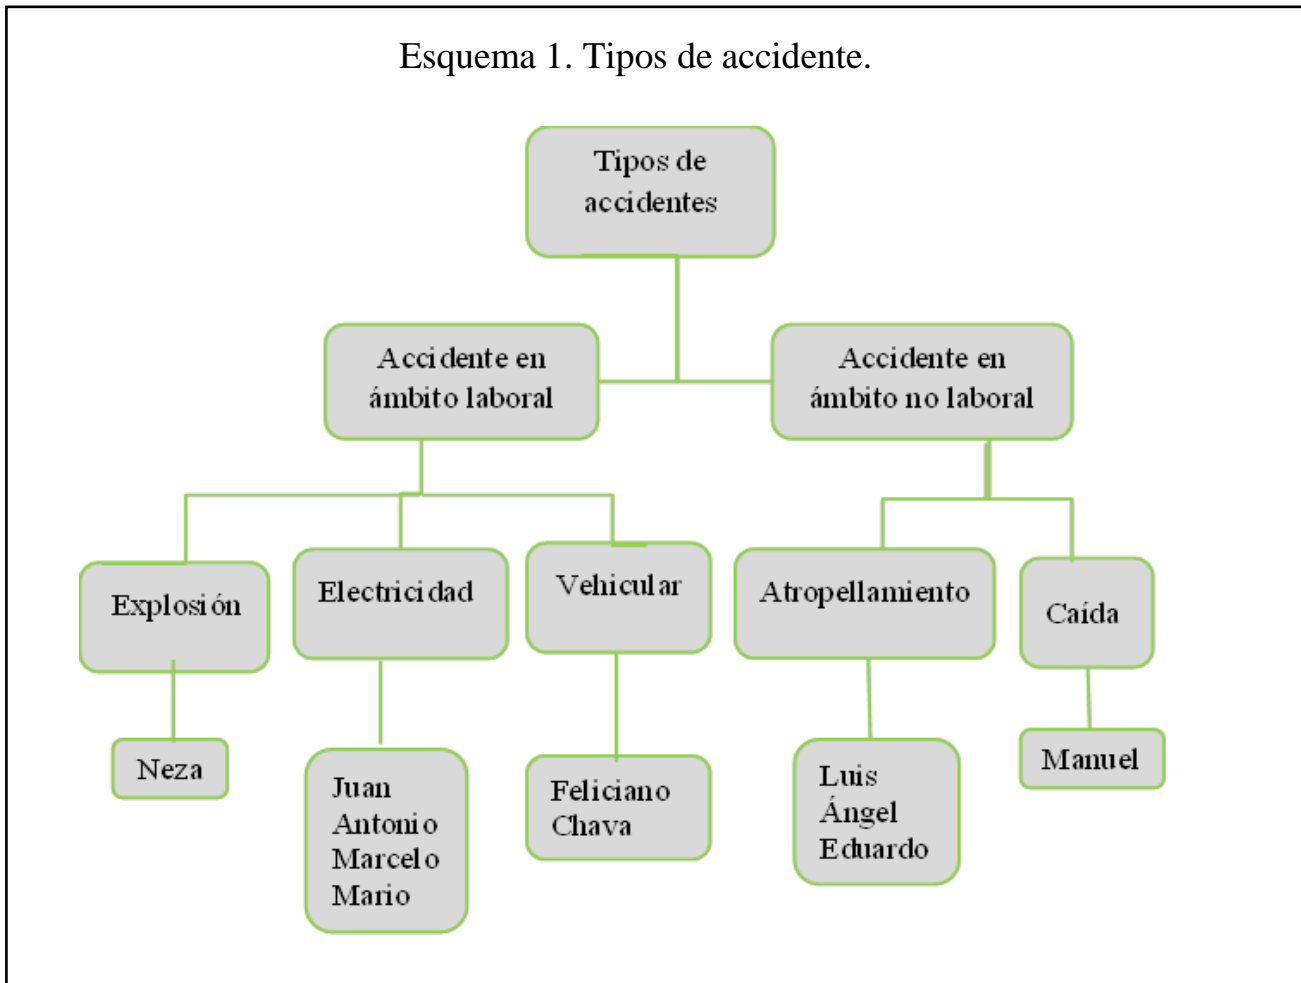 Esquema 1. Tipos de accidente.
Tipos de
accidentes
Accidente en
ámbito laboral
Accidente en
ámbito no laboral
Explosión
Electricidad
Vehicular
Atropellamiento
Caída
Neza
Juan
Antonio
Marcelo
Mario
Feliciano
Chava
Luis
Ángel
Eduardo
Manuel